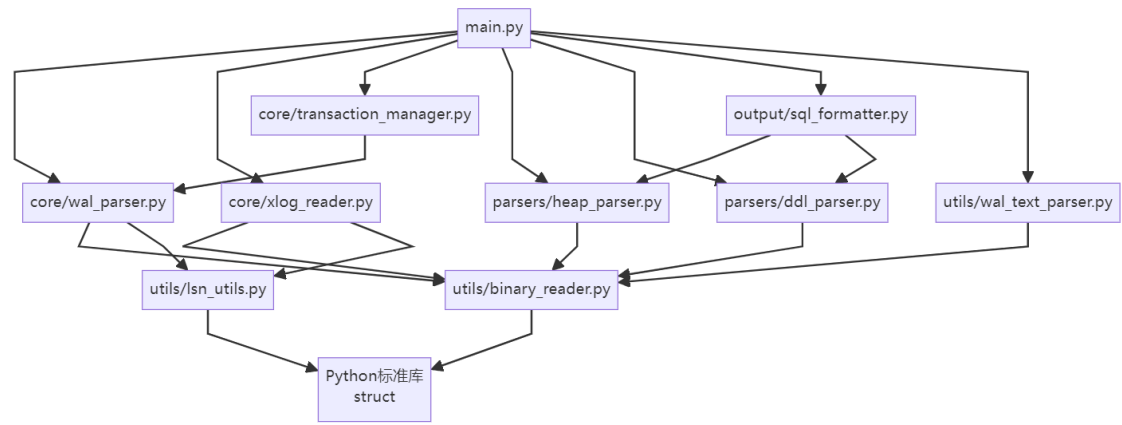 main.py
core/transaction_manager.py
output/sql_formatter.py
core/wal_parser.py
core/xlog_reader.py
parsers/heap_parser.py
parsers/ddl_parser.py
utils/wal_text_parser.py
utils/lsn_utils.py
utils/binary_reader.py
Python标准库
struct